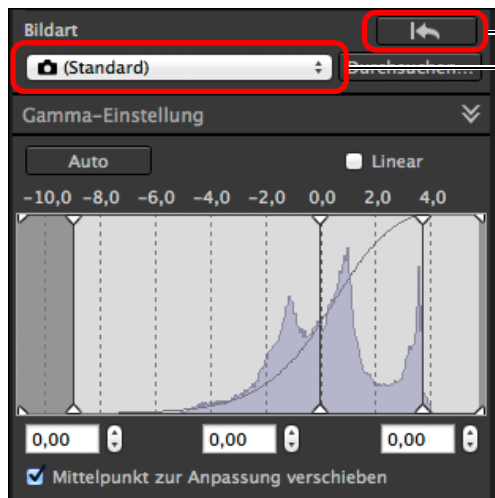 Bildart
(Standard)
Durchsuchen...
Gamma-Einstellung
Auto
Linear
-10,0 -8,0 -6,0 -4,0 -2,0 0,0 2,0 4,0
0,00 0,00 0,00
Mittelpunkt zur Anpassung verschieben